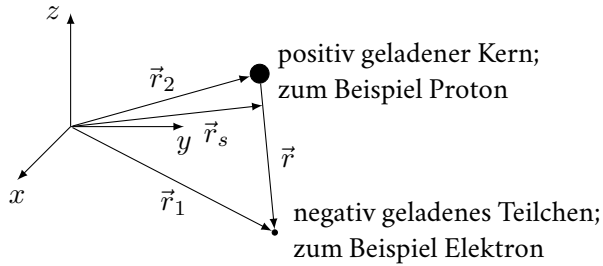 z
positiv geladener Kern;
zum Beispiel Proton
r⃗₂
y
r⃗ₛ
r⃗
x
r⃗₁
negativ geladenes Teilchen;
zum Beispiel Elektron